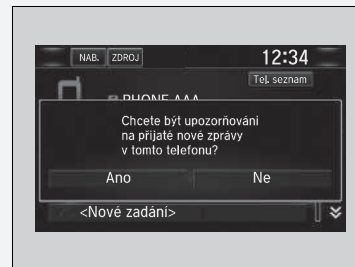 NAB. ZDROJ 12:34
Tel. seznam
PHONE AAA
Chcete být upozorňováni
na přijaté nové zprávy
v tomto telefonu?
Ano Ne
<Nové zadání>